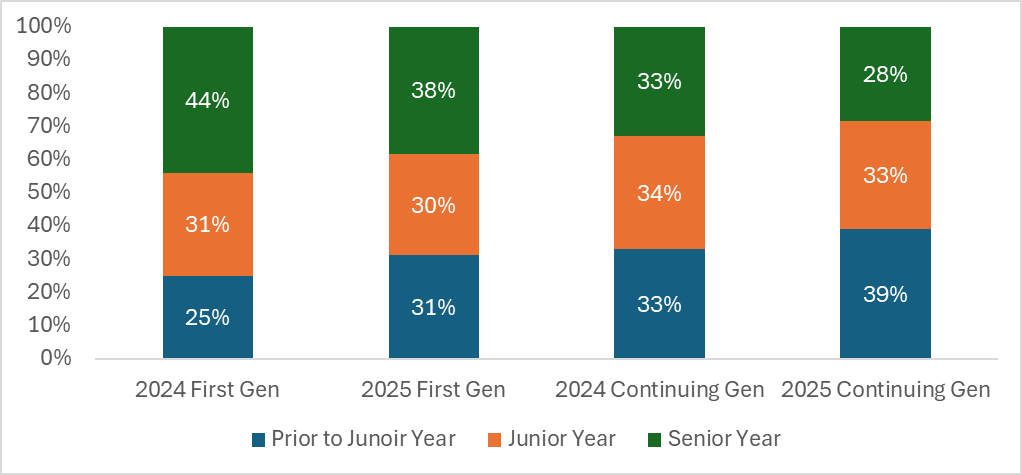 100%
90%
80%
70%
60%
50%
40%
30%
20%
10%
0%
44% 38% 33% 28%
31% 30% 34% 33%
25% 31% 33% 39%
2024 First Gen 2025 First Gen 2024 Continuing Gen 2025 Continuing Gen
Prior to Junoir Year Junior Year Senior Year